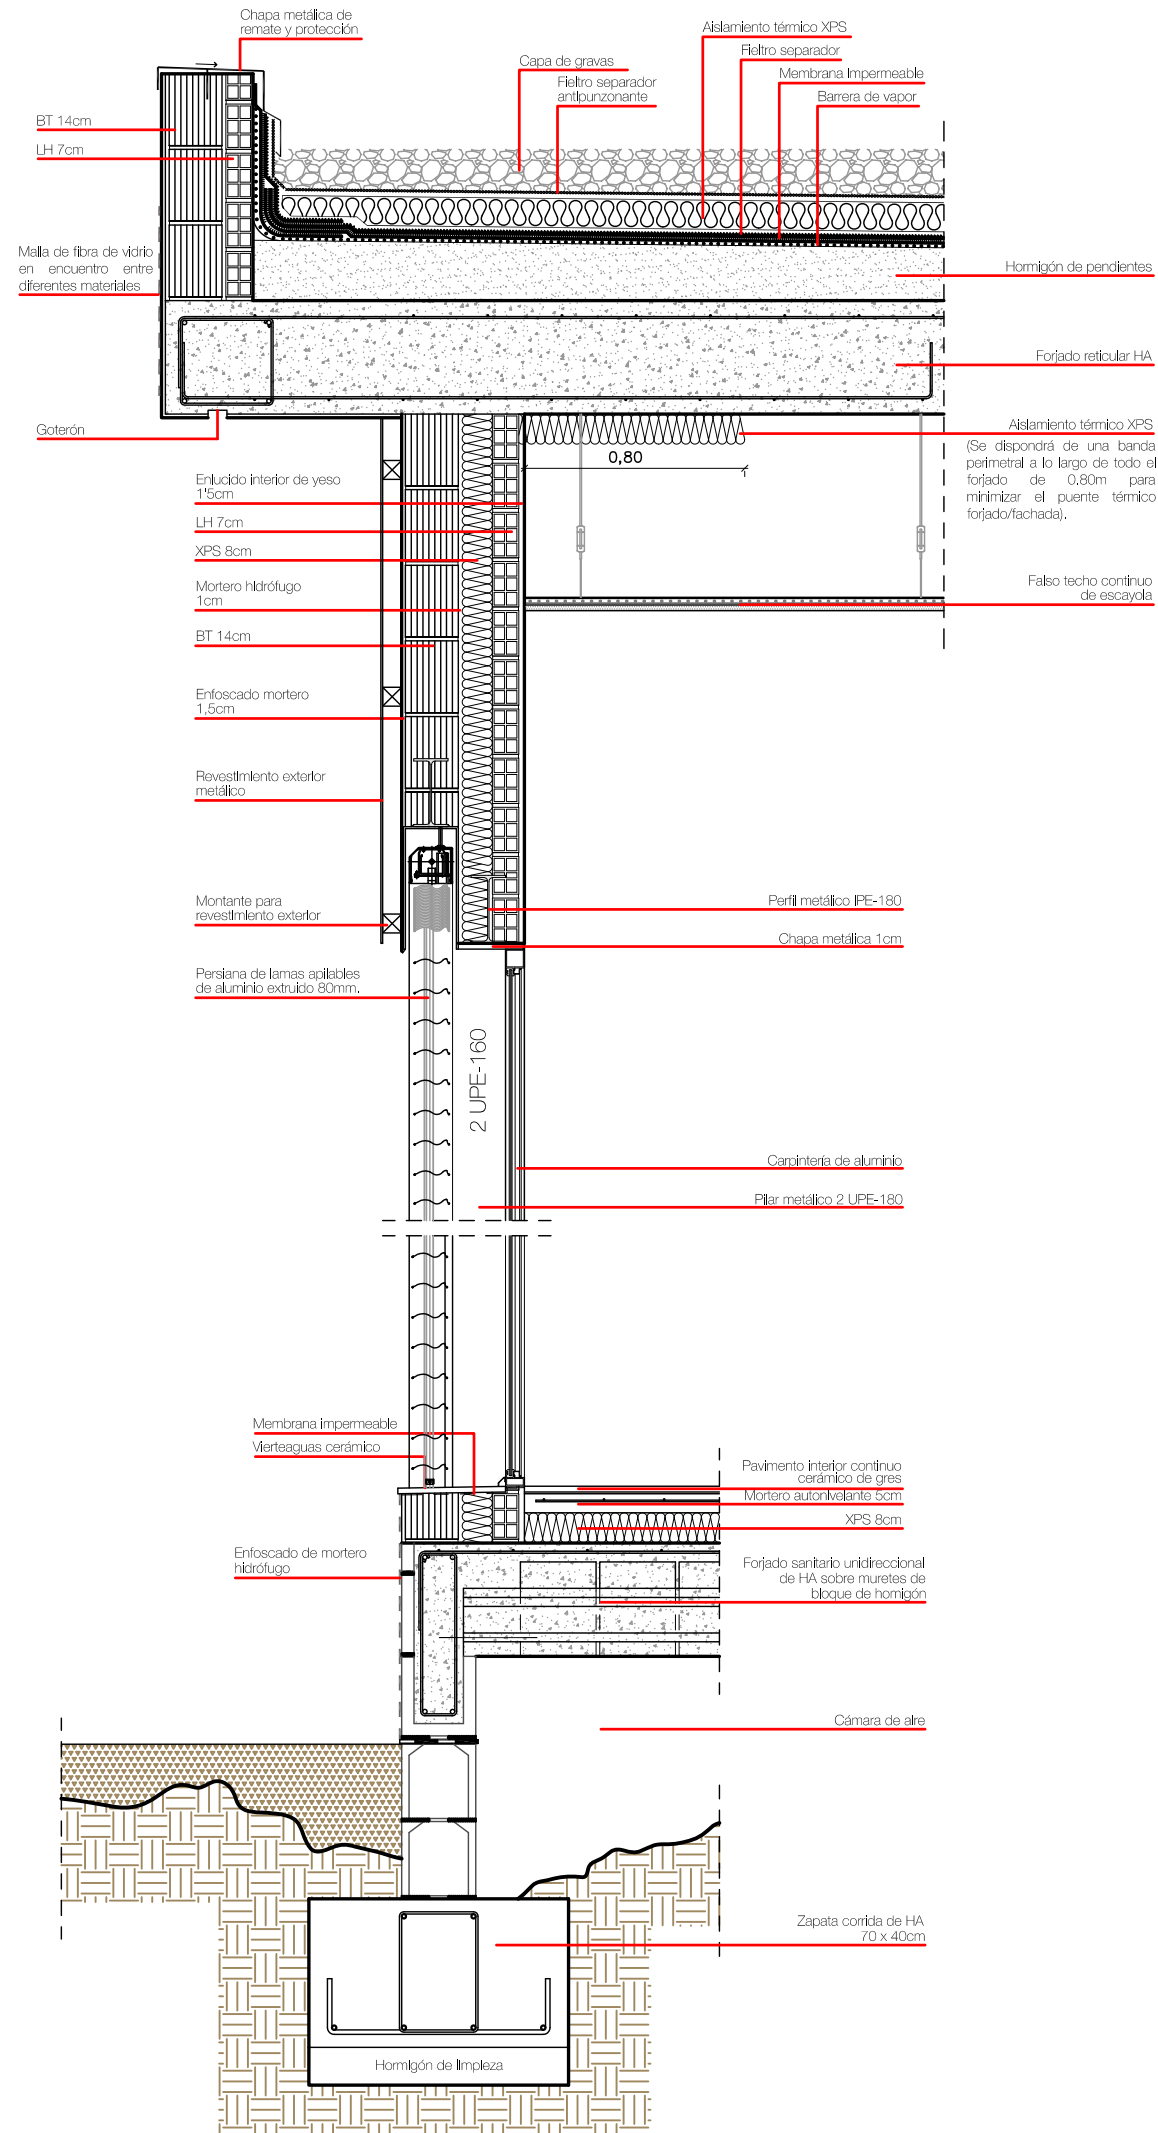 Chapa metálica de
remate y protección
Aislamiento térmico XPS
Fieltro separador
Capa de gravas
Membrana impermeable
Fieltro separador
antipunzonante
Barrera de vapor
BT 14cm
LH 7cm
Malla de fibra de vidrio
en encuentro entre
diferentes materiales
Hormigón de pendientes
Forjado reticular HA
Goterón
Aislamiento térmico XPS
(Se dispondrá de una banda
perimetral a lo largo de todo el
forjado de 0.80m para
minimizar el puente térmico
forjado/fachada).
0,80
Enlucido interior de yeso
1'5cm
LH 7cm
XPS 8cm
Mortero hidrófugo
1cm
Falso techo continuo
de escayola
BT 14cm
Enfoscado mortero
1,5cm
Revestimiento exterior
metálico
Montante para
revestimiento exterior
Perfil metálico IPE-180
Chapa metálica 1cm
Persiana de lamas apilables
de aluminio extruido 80mm.
2 UPE-160
Carpintería de aluminio
Pilar metálico 2 UPE-180
Membrana impermeable
Vierteaguas cerámico
Pavimento interior continuo
cerámico de gres
Mortero autonivelante 5cm
XPS 8cm
Enfoscado de mortero
hidrófugo
Forjado sanitario unidireccional
de HA sobre muretes de
bloque de homigón
Cámara de aire
Zapata corrida de HA
70 x 40cm
Hormigón de limpieza